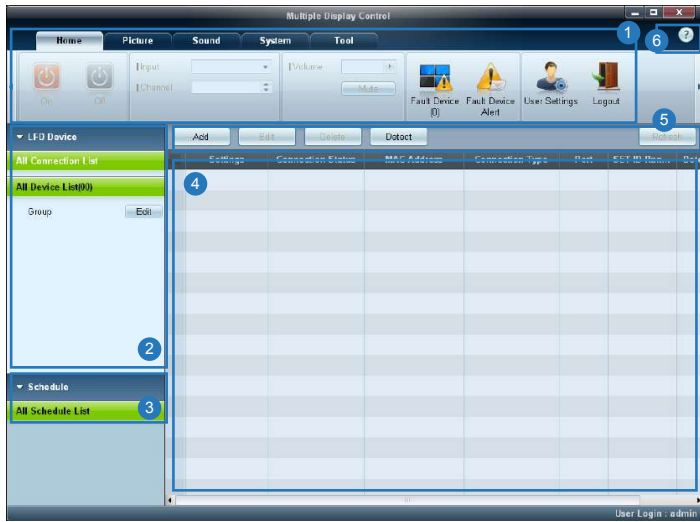 Multiple Display Control
1
6
?
Home Picture Sound System Tool
Input
Channel
Volume
Mute
On Off
Fault Device (0)
Fault Device Alert
User Settings
Logout
5
LFD Device
Add Edit Delete Detect Refresh
All Connection List
Settings Connection Status MAC Address Connection Type Port SET ID Ran...
4
All Device List(00)
Group Edit
2
Schedule
3
All Schedule List
User Login : admin